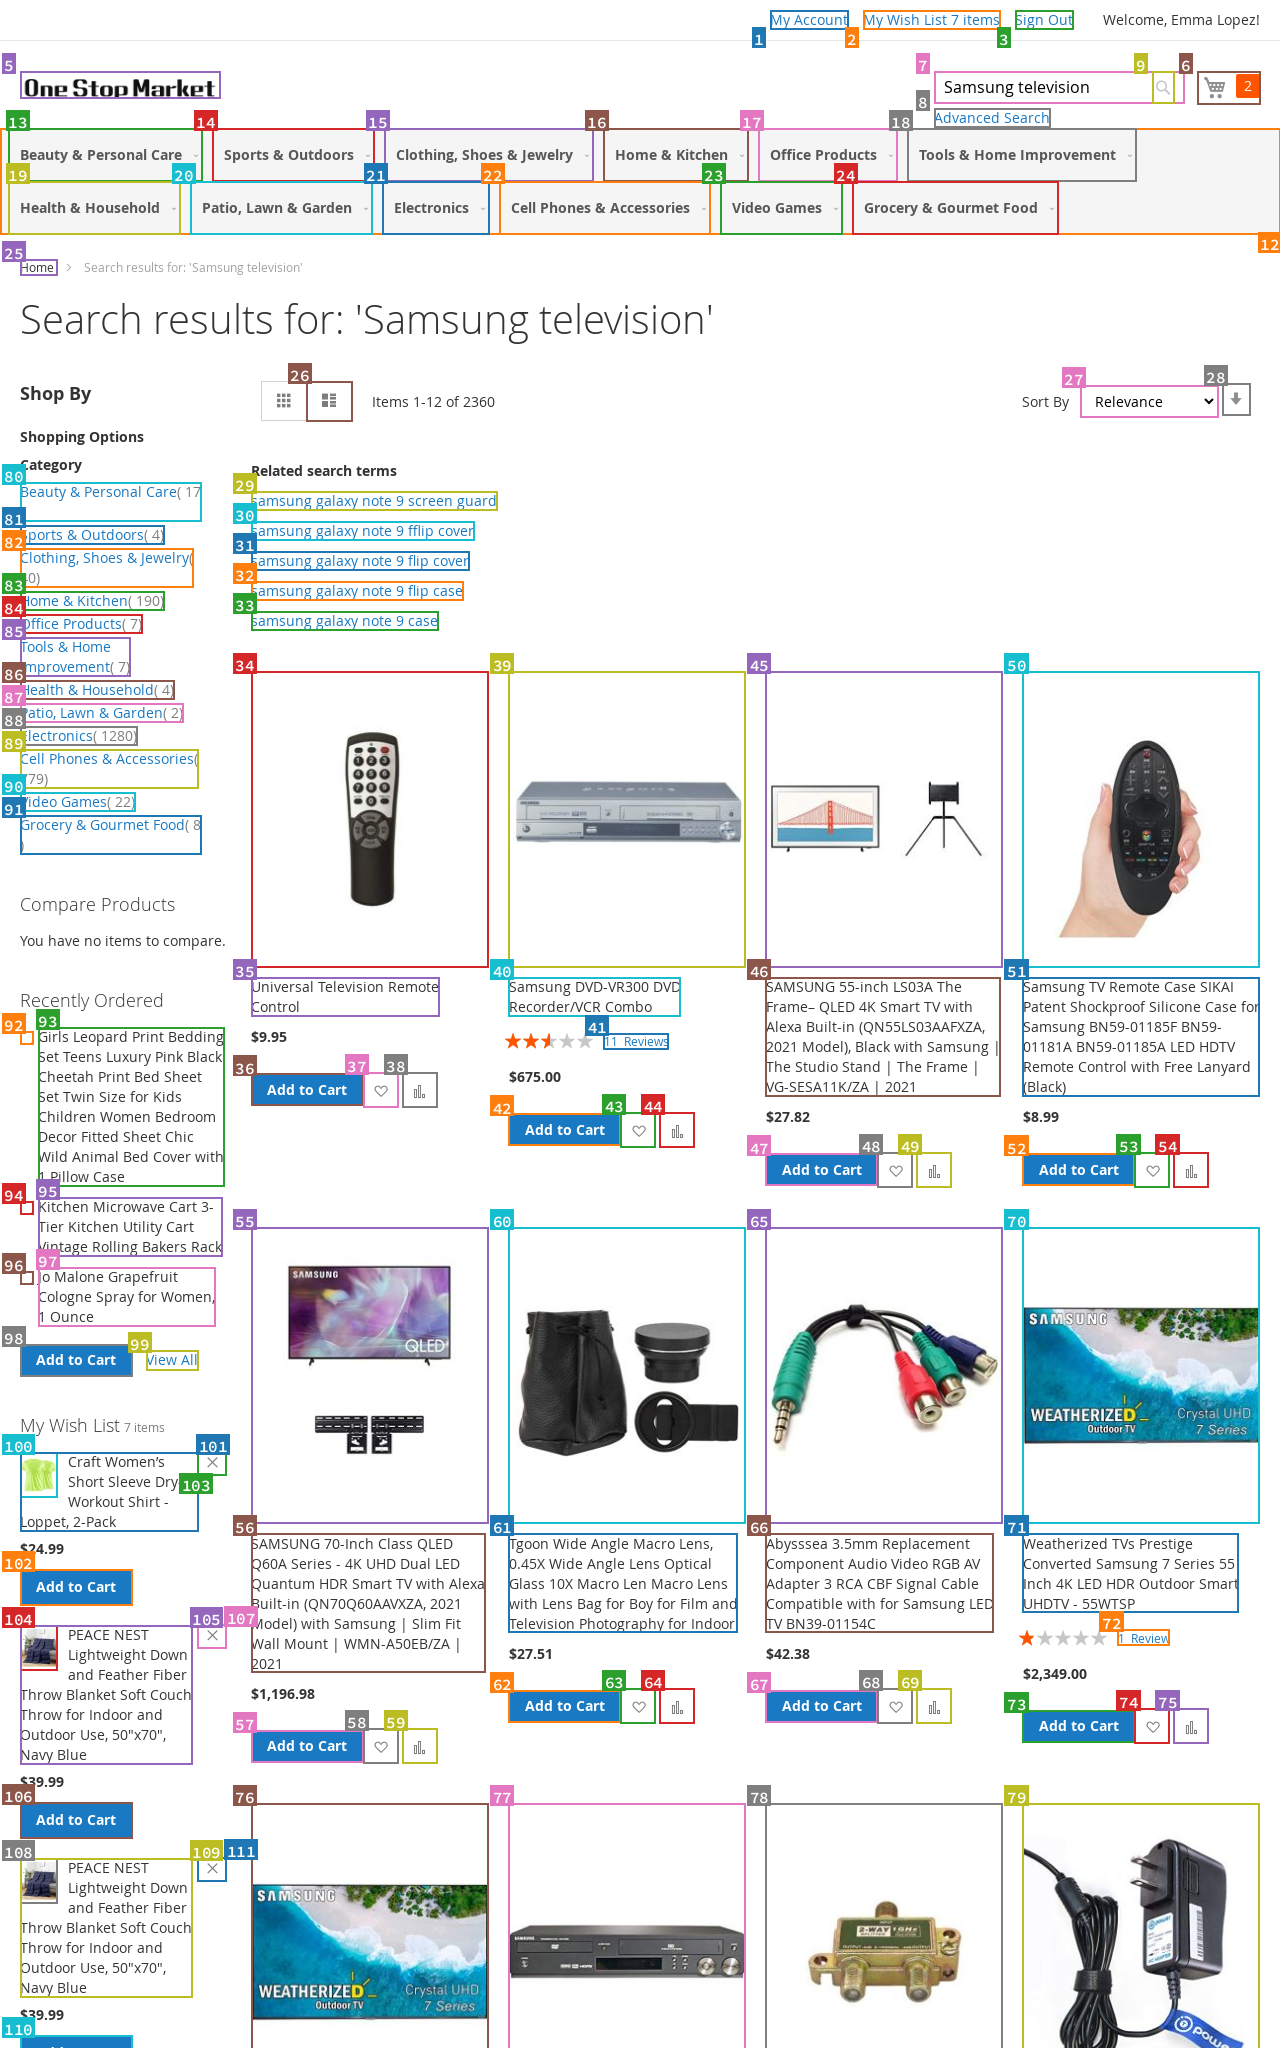 My Account
My Wish List 7 items
Sign Out
Welcome, Emma Lopez!
1
2
3
5
One Stop Market
7
9
6
Samsung television
2
8
Advanced Search
13
14
15
16
17
18
Beauty & Personal Care
Sports & Outdoors
Clothing, Shoes & Jewelry
Home & Kitchen
Office Products
Tools & Home Improvement
19
20
21
22
23
24
Health & Household
Patio, Lawn & Garden
Electronics
Cell Phones & Accessories
Video Games
Grocery & Gourmet Food
12
25
Home
Search results for: 'Samsung television'
Search results for: 'Samsung television'
26
Items 1-12 of 2360
27
28
Sort By
Relevance
Shop By
Shopping Options
Category
80
Beauty & Personal Care( 17
81
Sports & Outdoors( 4)
82
Clothing, Shoes & Jewelry(
0)
83
Home & Kitchen( 190)
84
Office Products( 7)
85
Tools & Home
Improvement( 7)
86
Health & Household( 4)
87
Patio, Lawn & Garden( 2)
88
Electronics( 1280)
89
Cell Phones & Accessories(
79)
90
Video Games( 22)
91
Grocery & Gourmet Food( 8
)
Related search terms
29
samsung galaxy note 9 screen guard
30
samsung galaxy note 9 fflip cover
31
samsung galaxy note 9 flip cover
32
samsung galaxy note 9 flip case
33
samsung galaxy note 9 case
Compare Products
You have no items to compare.
Recently Ordered
92
93
Girls Leopard Print Bedding
Set Teens Luxury Pink Black
Cheetah Print Bed Sheet
Set Twin Size for Kids
Children Women Bedroom
Decor Fitted Sheet Chic
Wild Animal Bed Cover with
1 Pillow Case
94
95
Kitchen Microwave Cart 3-
Tier Kitchen Utility Cart
Vintage Rolling Bakers Rack
96
97
Jo Malone Grapefruit
Cologne Spray for Women,
1 Ounce
98
99
Add to Cart
View All
My Wish List 7 items
100
101
103
Craft Women's
Short Sleeve Dry
Workout Shirt -
Loppet, 2-Pack
$24.99
102
Add to Cart
104
105
107
PEACE NEST
Lightweight Down
and Feather Fiber
Throw Blanket Soft Couch
Throw for Indoor and
Outdoor Use, 50"x70",
Navy Blue
$39.99
106
Add to Cart
108
109
111
PEACE NEST
Lightweight Down
and Feather Fiber
Throw Blanket Soft Couch
Throw for Indoor and
Outdoor Use, 50"x70",
Navy Blue
$39.99
110
34
35
Universal Television Remote
Control
$9.95
36
37
38
Add to Cart
39
40
Samsung DVD-VR300 DVD
Recorder/VCR Combo
41
11 Reviews
$675.00
42
43
44
Add to Cart
45
46
SAMSUNG 55-inch LS03A The
Frame– QLED 4K Smart TV with
Alexa Built-in (QN55LS03AAFXZA,
2021 Model), Black with Samsung |
The Studio Stand | The Frame |
VG-SESA11K/ZA | 2021
$27.82
47
48
49
Add to Cart
50
51
Samsung TV Remote Case SIKAI
Patent Shockproof Silicone Case for
Samsung BN59-01185F BN59-
01181A BN59-01185A LED HDTV
Remote Control with Free Lanyard
(Black)
$8.99
52
53
54
Add to Cart
55
SAMSUNG
QLED
56
SAMSUNG 70-Inch Class QLED
Q60A Series - 4K UHD Dual LED
Quantum HDR Smart TV with Alexa
Built-in (QN70Q60AAVXZA, 2021
Model) with Samsung | Slim Fit
Wall Mount | WMN-A50EB/ZA |
2021
$1,196.98
57
58
59
Add to Cart
60
61
Tgoon Wide Angle Macro Lens,
0.45X Wide Angle Lens Optical
Glass 10X Macro Len Macro Lens
with Lens Bag for Boy for Film and
Television Photography for Indoor
$27.51
62
63
64
Add to Cart
65
66
Abysssea 3.5mm Replacement
Component Audio Video RGB AV
Adapter 3 RCA CBF Signal Cable
Compatible with for Samsung LED
TV BN39-01154C
$42.38
67
68
69
Add to Cart
70
SAMSUNG
WEATHERIZED
Outdoor TV
Crystal UHD
7 Series
71
Weatherized TVs Prestige
Converted Samsung 7 Series 55
Inch 4K LED HDR Outdoor Smart
UHDTV - 55WTSP
72
1 Review
$2,349.00
73
74
75
Add to Cart
76
SAMSUNG
WEATHERIZED
Outdoor TV
Crystal UHD
7 Series
77
78
INPUT
2-WAY
SPLITTER
1GHz
79